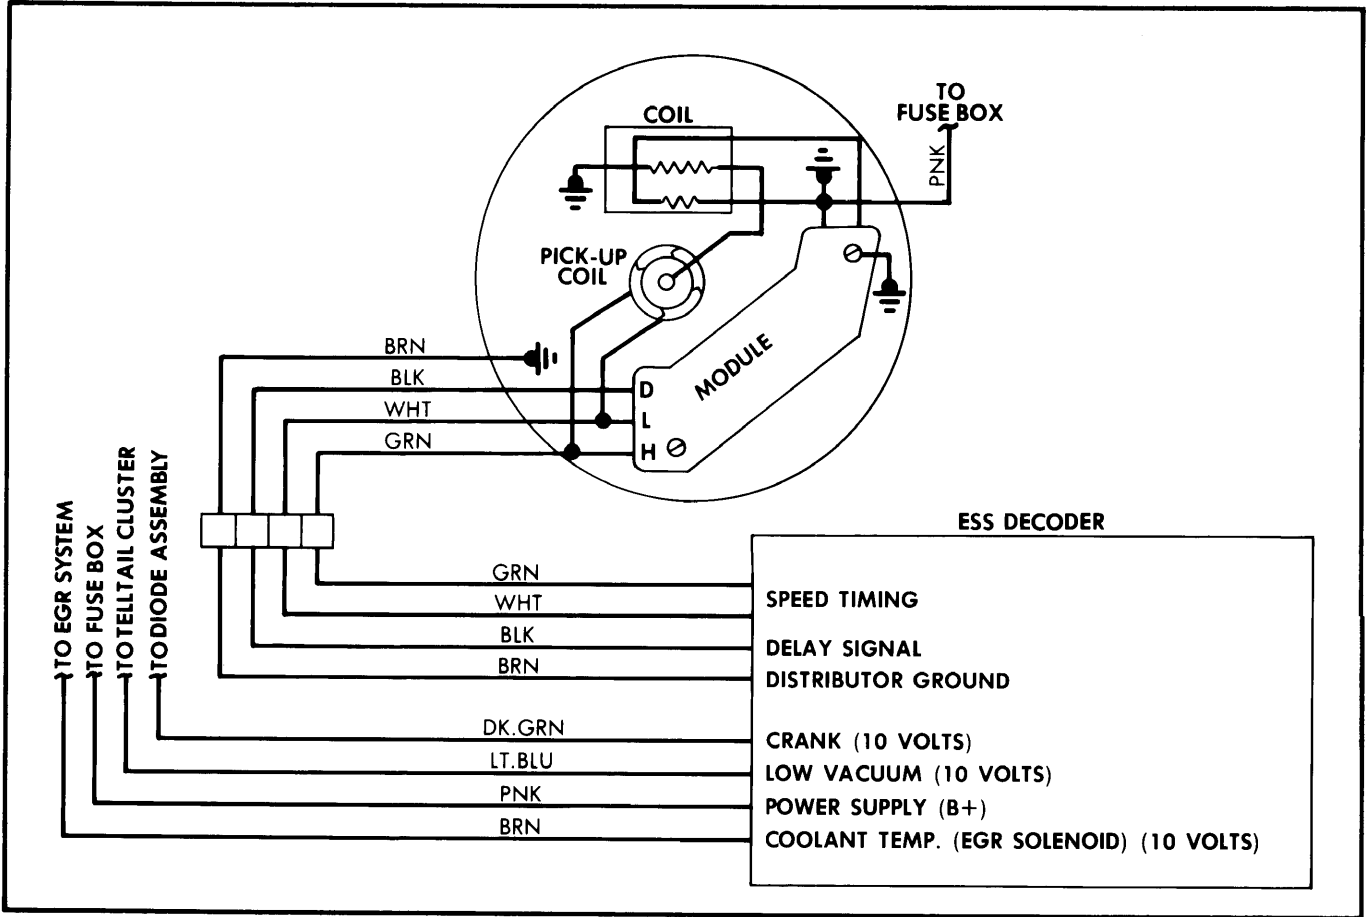 TO
FUSE BOX
COIL
PNK
PICK-UP
COIL
MODULE
BRN
BLK
WHT
GRN
D
L
H
TO EGR SYSTEM
TO FUSE BOX
TO TELLTAIL CLUSTER
TO DIODE ASSEMBLY
ESS DECODER
GRN
WHT
SPEED TIMING
BLK
DELAY SIGNAL
BRN
DISTRIBUTOR GROUND
DK.GRN
CRANK (10 VOLTS)
LT.BLU
LOW VACUUM (10 VOLTS)
PNK
POWER SUPPLY (B+)
BRN
COOLANT TEMP. (EGR SOLENOID) (10 VOLTS)